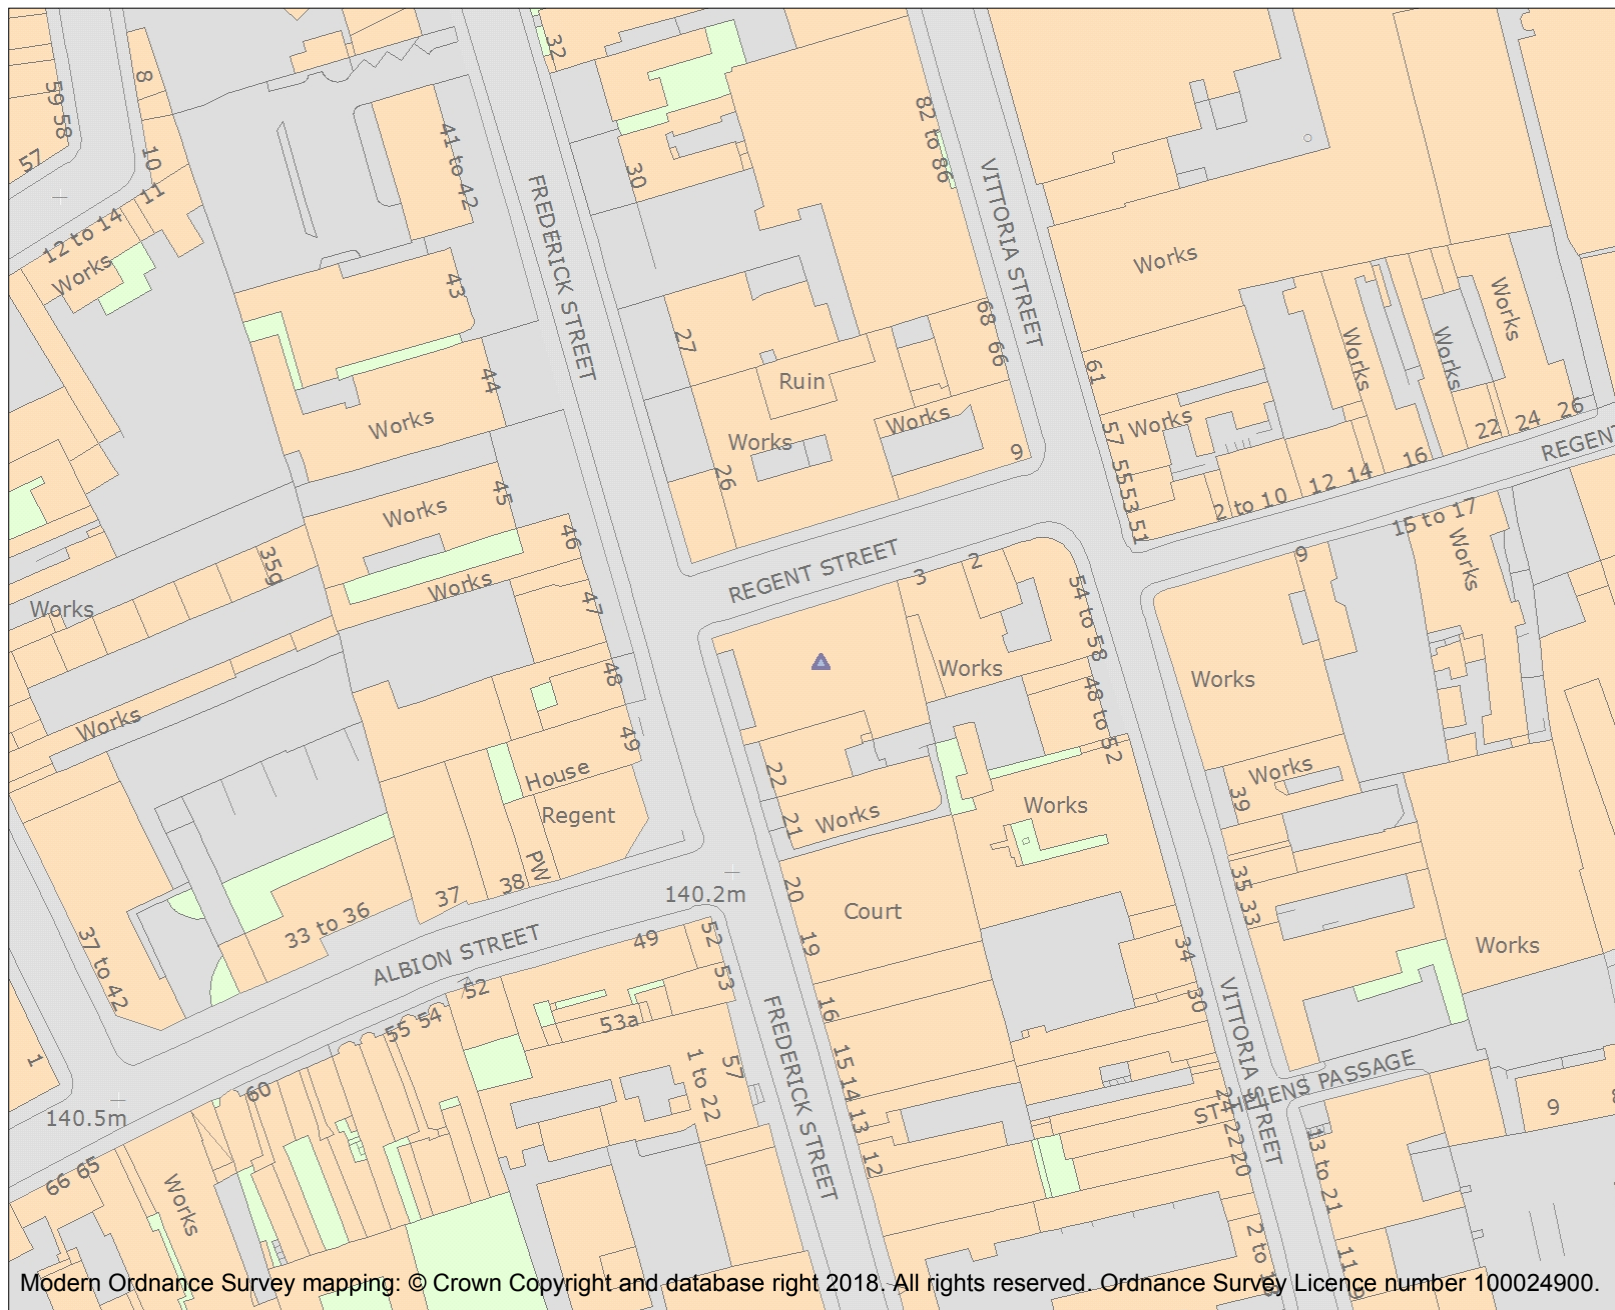 32
59 58
8
57
10
11
12 to 14
Works
41 to 42
FREDERICK STREET
30
82 to 86
VITTORIA STREET
Works
Works
43
27
68
66
Ruin
Works
Works
9
26
61
57
55
53
51
Works
Works
Works
2 to 10
12
14
16
22
24
26
REGENT
15 to 17
44
Works
45
Works
46
Works
47
35g
Works
Works
48
49
House
Regent
PW
38
37
33 to 36
37 to 42
ALBION STREET
REGENT STREET
3
2
54 to 58
Works
48 to 52
22
21
Works
Works
9
Works
Works
Works
39
35
33
140.2m
20
Court
19
16
15
14
13
12
34
30
Works
VITTORIA STREET
ST HELENS PASSAGE
24
22
20
13 to 21
9
11
49
52
53
52
53a
55
54
60
1 to 22
57
FREDERICK STREET
1
140.5m
66
65
Works
Modern Ordnance Survey mapping: © Crown Copyright and database right 2018. All rights reserved. Ordnance Survey Licence number 100024900.